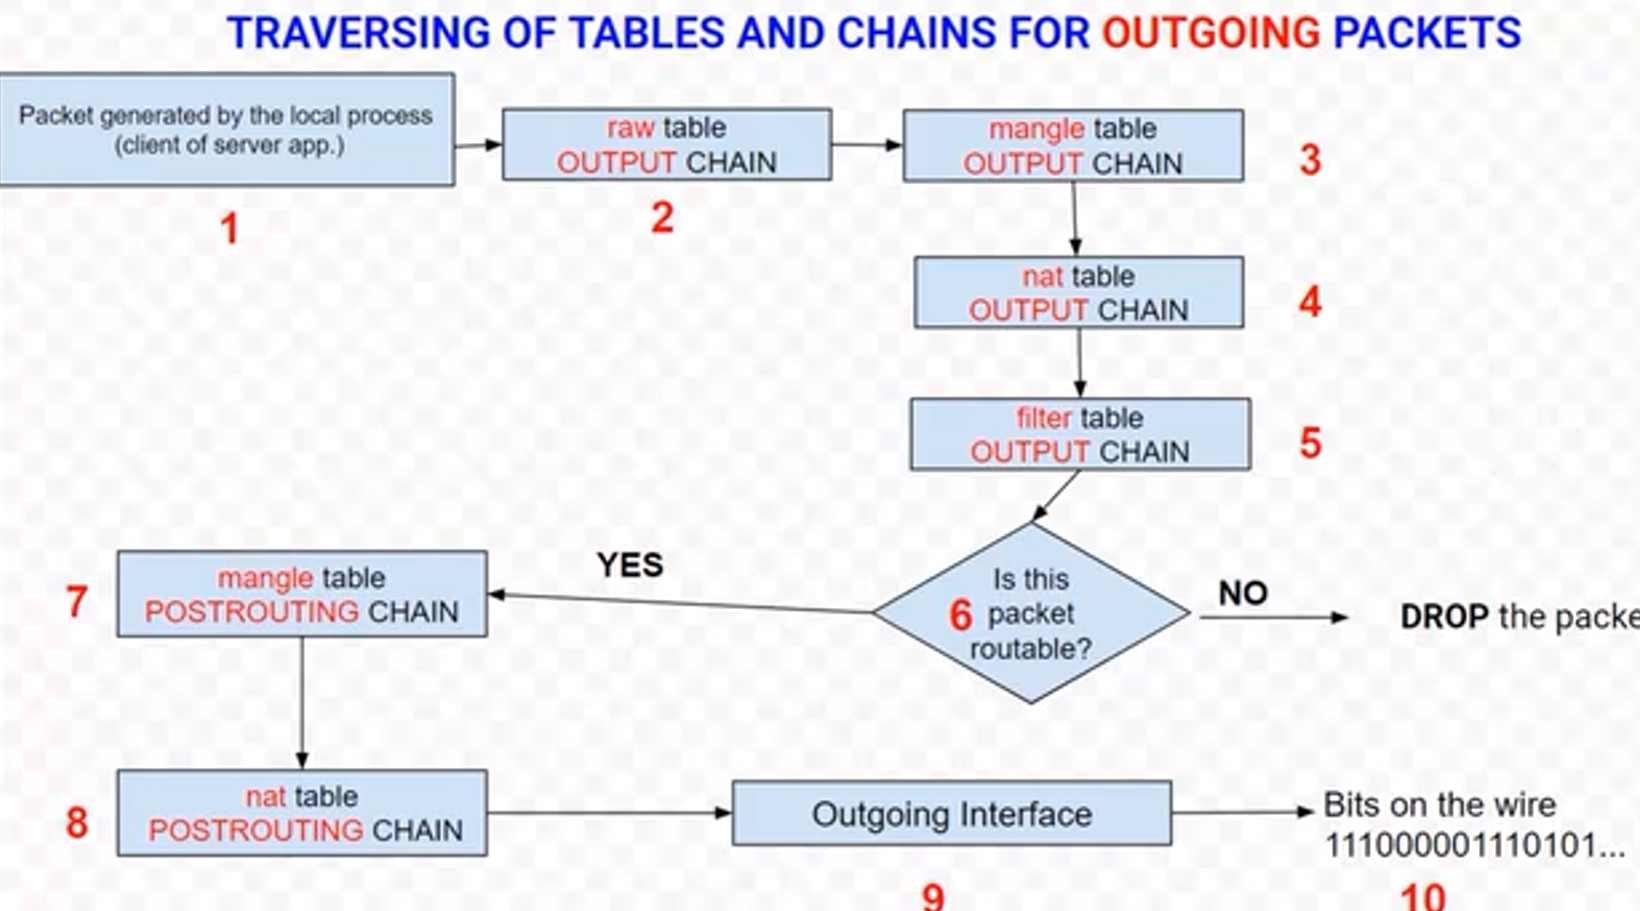 TRAVERSING OF TABLES AND CHAINS FOR OUTGOING PACKETS
Packet generated by the local process
(client of server app.)
1
raw table
OUTPUT CHAIN
2
mangle table
OUTPUT CHAIN
3
nat table
OUTPUT CHAIN
4
filter table
OUTPUT CHAIN
5
Is this
6 packet
routable?
NO
DROP the packe
YES
7
mangle table
POSTROUTING CHAIN
8
nat table
POSTROUTING CHAIN
Outgoing Interface
9
Bits on the wire
111000001110101...
10